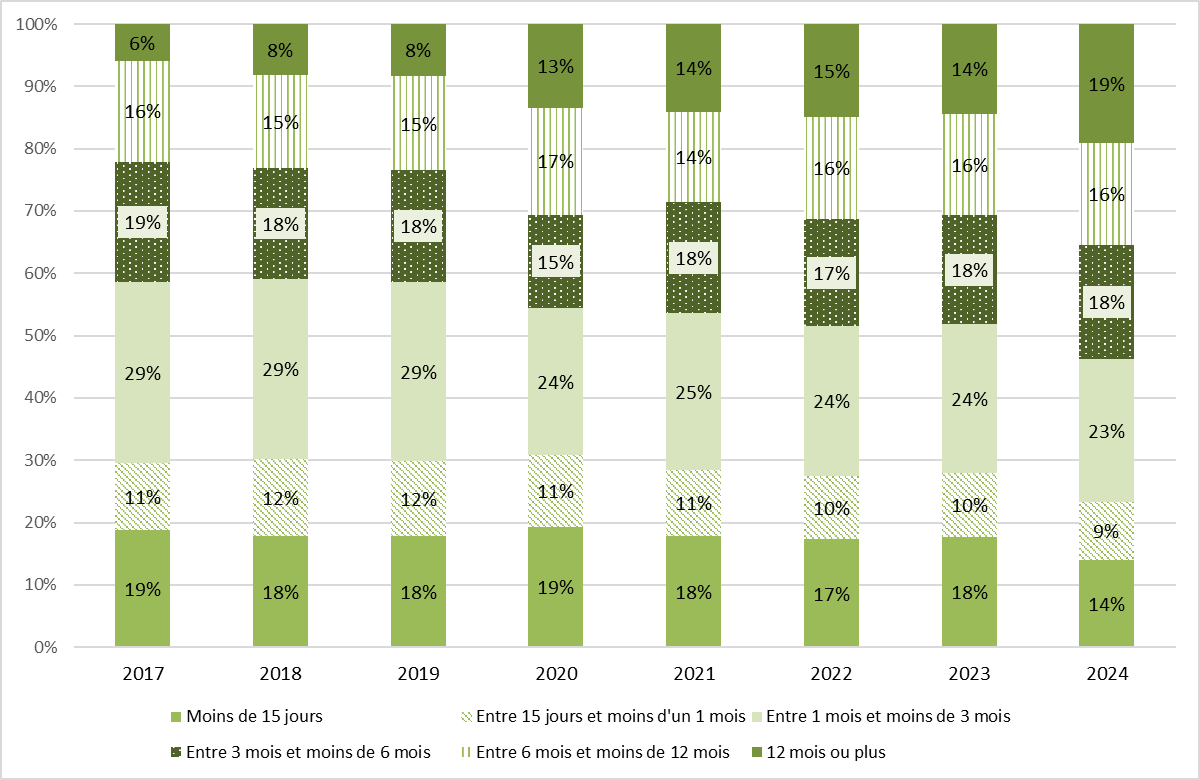 100%
90%
80%
70%
60%
50%
40%
30%
20%
10%
0%
6% 8% 8% 13% 14% 15% 14% 19%
16% 15% 15% 17% 14% 16% 16% 16%
19% 18% 18% 15% 18% 17% 18% 18%
29% 29% 29% 24% 25% 24% 24% 23%
11% 12% 12% 11% 11% 10% 10% 9%
19% 18% 18% 19% 18% 17% 18% 14%
2017 2018 2019 2020 2021 2022 2023 2024
Moins de 15 jours Entre 15 jours et moins d'un 1 mois Entre 1 mois et moins de 3 mois
Entre 3 mois et moins de 6 mois Entre 6 mois et moins de 12 mois 12 mois ou plus